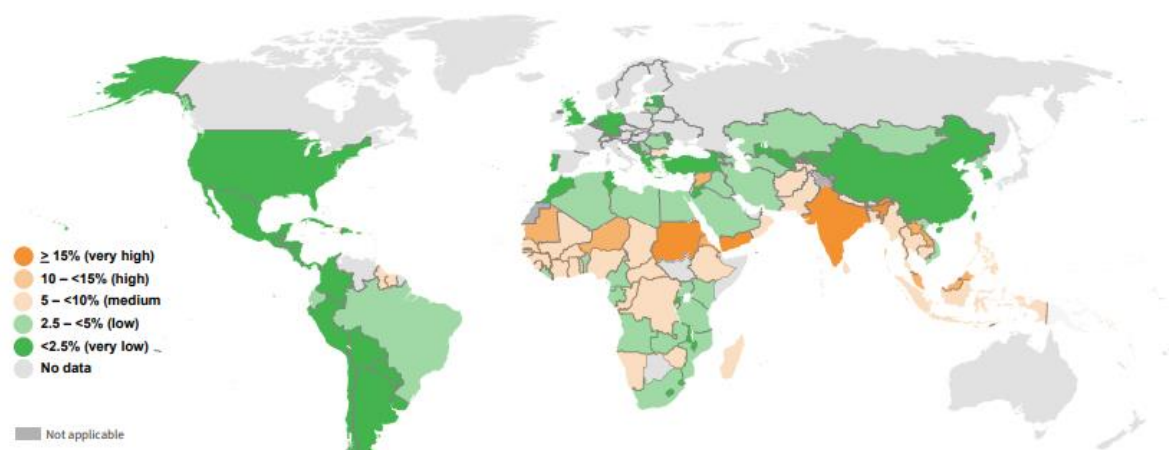 ≥ 15% (very high)
10 – <15% (high)
5 – <10% (medium
2.5 – <5% (low)
<2.5% (very low)
No data
Not applicable